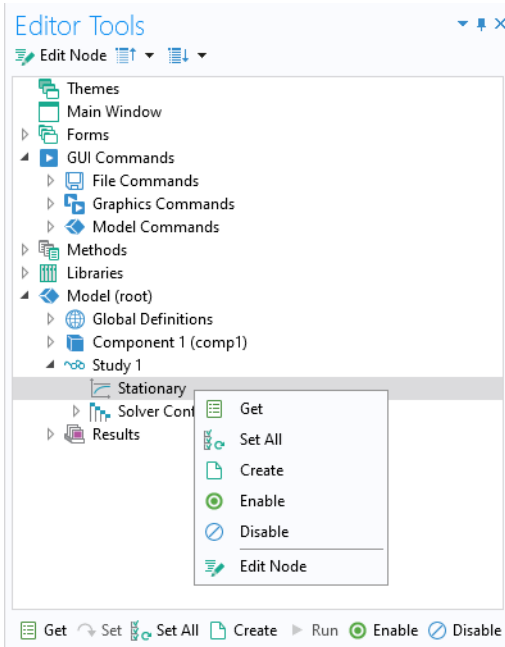 Editor Tools
Edit Node
Themes
Main Window
Forms
GUI Commands
File Commands
Graphics Commands
Model Commands
Methods
Libraries
Model (root)
Global Definitions
Component 1 (comp1)
Study 1
Stationary
Solver Conf
Results
Get
Set All
Create
Enable
Disable
Edit Node
Get Set Set All Create Run Enable Disable